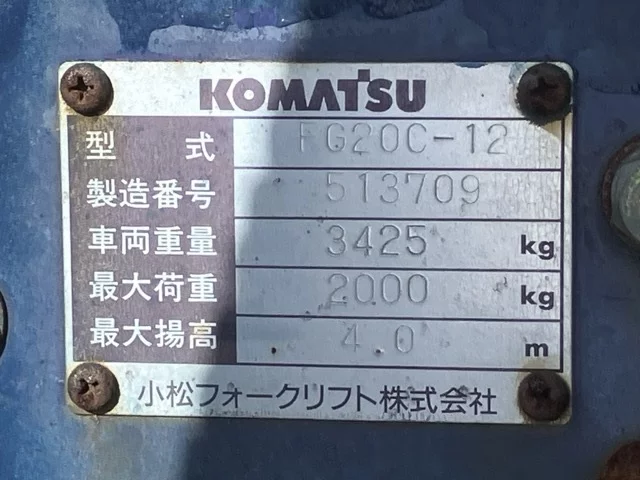 KOMATSU
型 式 FG20C-12
製造番号 513709
車両重量 3425 kg
最大荷重 2000 kg
最大揚高 4.0 m
小松フォークリフト株式会社